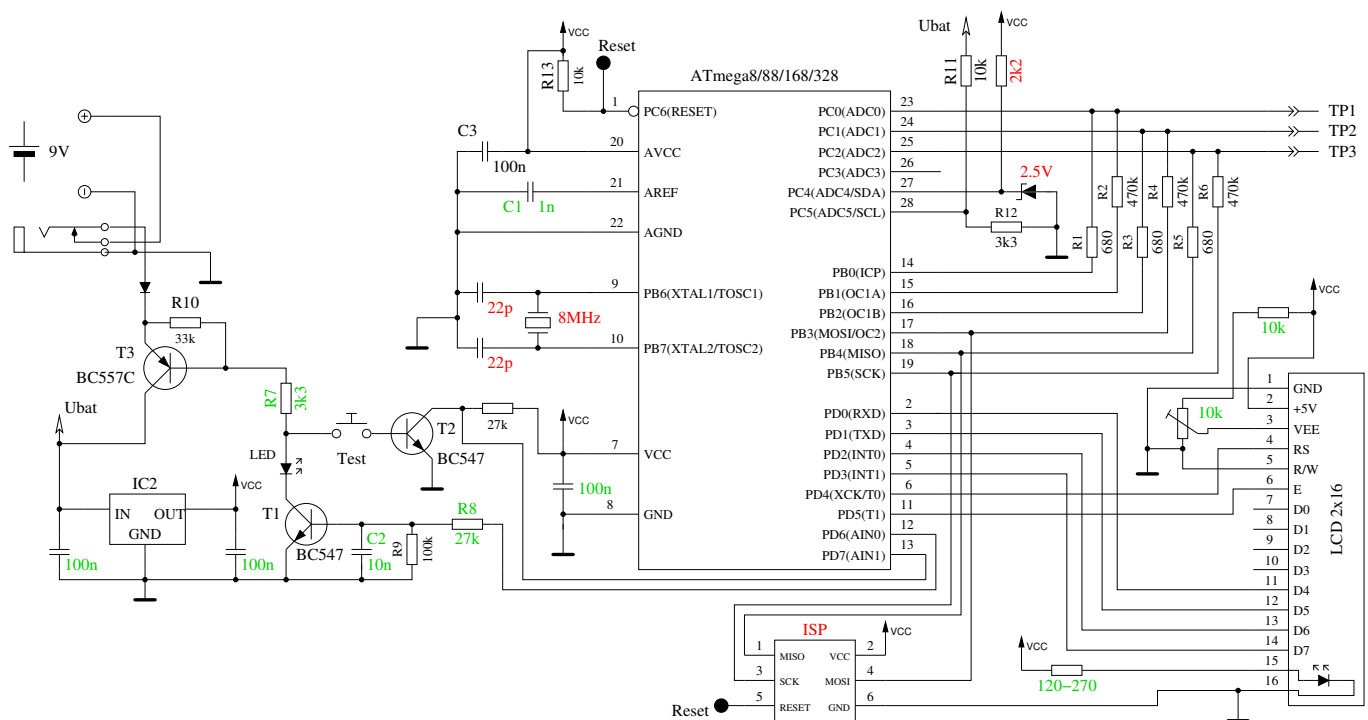 VCC
Ubat
VCC
Reset
R13
10k
ATmega8/88/168/328
R11
10k
2k2
1
PC6(RESET)
PC0(ADC0)
23
TP1
PC1(ADC1)
24
TP2
C3
100n
20
AVCC
PC2(ADC2)
25
TP3
9V
PC3(ADC3)
26
2.5V
C1
1n
21
AREF
PC4(ADC4/SDA)
27
PC5(ADC5/SCL)
28
R12
3k3
R2
470k
R4
470k
R6
470k
22
AGND
R1
680
R3
680
R5
680
PB0(ICP)
14
22p
9
PB6(XTAL1/TOSC1)
PB1(OC1A)
15
8MHz
PB2(OC1B)
16
VCC
10k
22p
10
PB7(XTAL2/TOSC2)
PB3(MOSI/OC2)
17
PB4(MISO)
18
PB5(SCK)
19
R10
33k
T3
BC557C
R7
3k3
Ubat
LED
Test
T2
BC547
27k
VCC
7
VCC
100n
8
GND
PD0(RXD)
2
PD1(TXD)
3
PD2(INT0)
4
PD3(INT1)
5
PD4(XCK/T0)
6
PD5(T1)
11
PD6(AIN0)
12
PD7(AIN1)
13
10k
1
GND
2
+5V
3
VEE
4
RS
5
R/W
6
E
7
D0
8
D1
9
D2
10
D3
11
D4
12
D5
13
D6
14
D7
15
16
LCD 2x16
IC2
IN
OUT
GND
VCC
100n
100n
T1
BC547
C2
10n
R9
100k
R8
27k
ISP
VCC
1
MISO
VCC
2
3
SCK
MOSI
4
Reset
5
RESET
GND
6
VCC
120–270